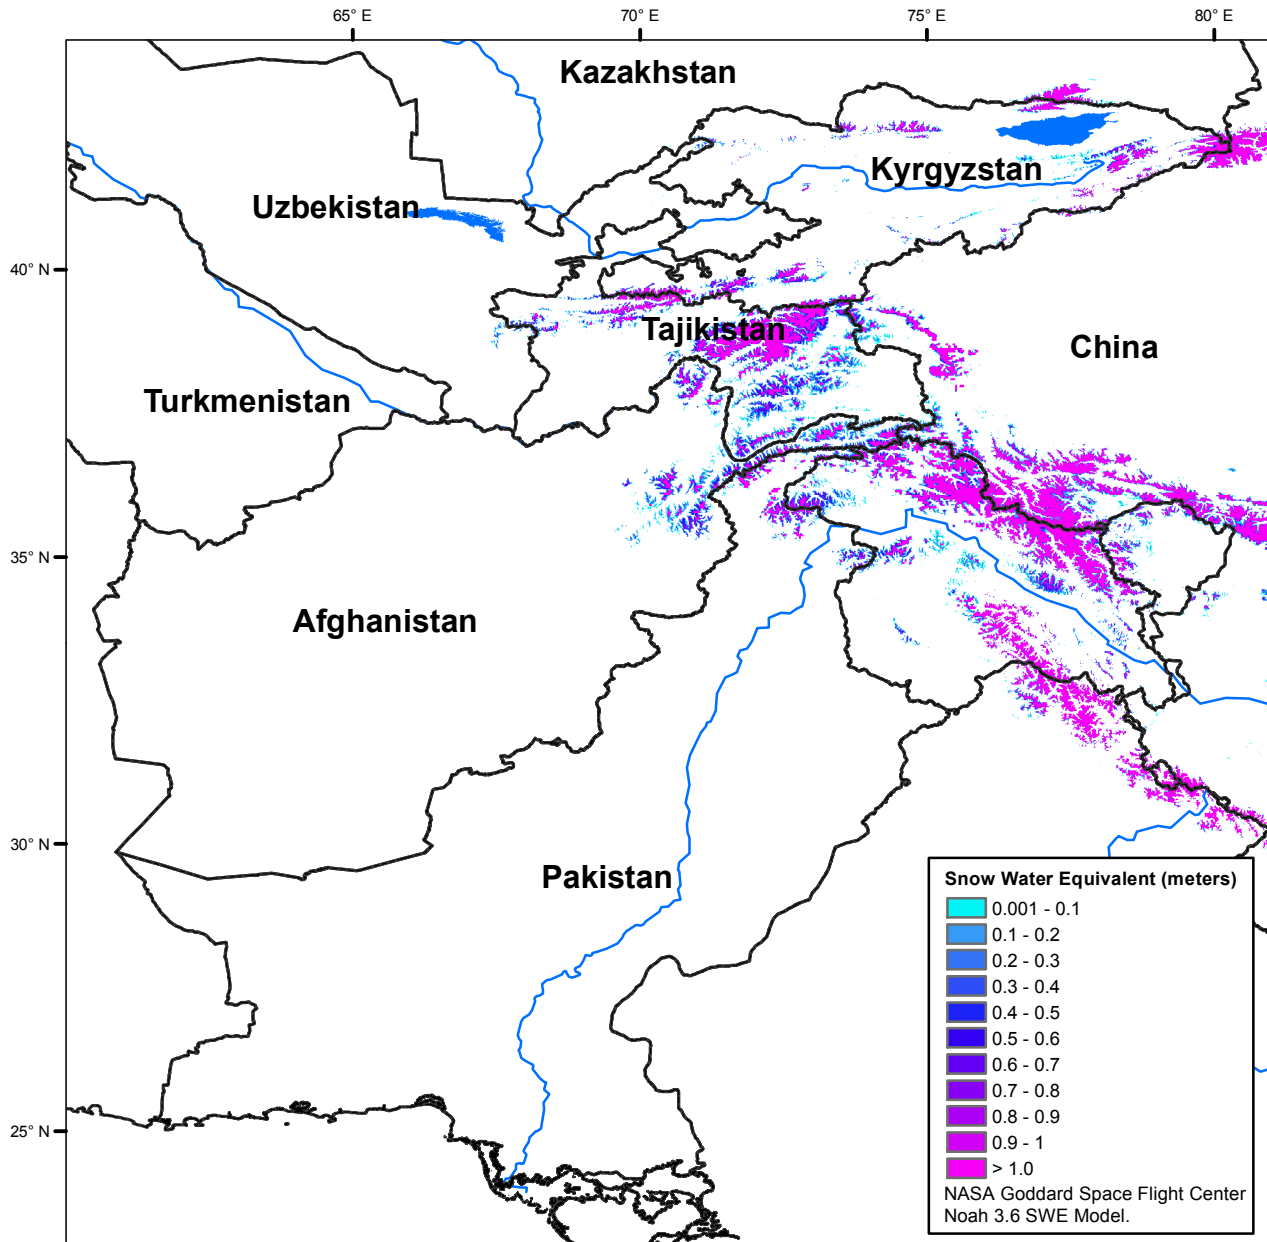 65° E
70° E
75° E
80° E
Kazakhstan
Kyrgyzstan
Uzbekistan
40° N
Tajikistan
China
Turkmenistan
35° N
Afghanistan
30° N
Pakistan
25° N
Snow Water Equivalent (meters)
0.001 - 0.1
0.1 - 0.2
0.2 - 0.3
0.3 - 0.4
0.4 - 0.5
0.5 - 0.6
0.6 - 0.7
0.7 - 0.8
0.8 - 0.9
0.9 - 1
> 1.0
NASA Goddard Space Flight Center
Noah 3.6 SWE Model.